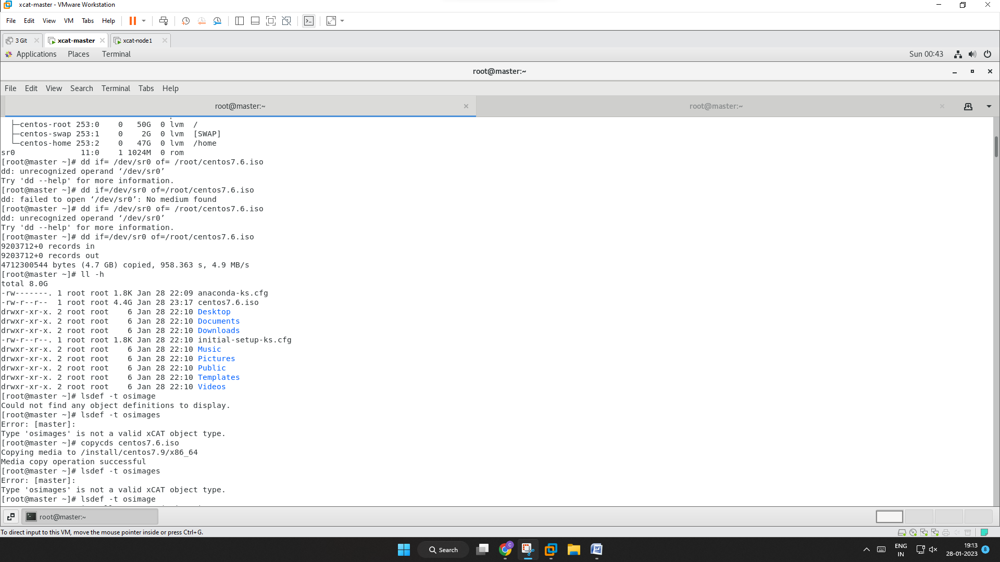 xcat-master - VMware Workstation
File Edit View VM Tabs Help
3 Git xcat-master xcat-node1
Applications Places Terminal Sun 00:43
root@master:~
File Edit View Search Terminal Tabs Help
root@master:~ root@master:~
├─centos-root 253:0    0   50G  0 lvm  /
├─centos-swap 253:1    0    2G  0 lvm  [SWAP]
└─centos-home 253:2    0   47G  0 lvm  /home
sr0              11:0    1 1024M  0 rom
[root@master ~]# dd if= /dev/sr0 of= /root/centos7.6.iso
dd: unrecognized operand ‘/dev/sr0’
Try 'dd --help' for more information.
[root@master ~]# dd if=/dev/sr0 of=/root/centos7.6.iso
dd: failed to open ‘/dev/sr0’: No medium found
[root@master ~]# dd if= /dev/sr0 of= /root/centos7.6.iso
dd: unrecognized operand ‘/dev/sr0’
Try 'dd --help' for more information.
[root@master ~]# dd if=/dev/sr0 of=/root/centos7.6.iso
9203712+0 records in
9203712+0 records out
4712300544 bytes (4.7 GB) copied, 958.363 s, 4.9 MB/s
[root@master ~]# ll -h
total 8.0G
-rw-------. 1 root root 1.8K Jan 28 22:09 anaconda-ks.cfg
-rw-r--r--  1 root root 4.4G Jan 28 23:17 centos7.6.iso
drwxr-xr-x. 2 root root    6 Jan 28 22:10 Desktop
drwxr-xr-x. 2 root root    6 Jan 28 22:10 Documents
drwxr-xr-x. 2 root root    6 Jan 28 22:10 Downloads
-rw-r--r--. 1 root root 1.8K Jan 28 22:10 initial-setup-ks.cfg
drwxr-xr-x. 2 root root    6 Jan 28 22:10 Music
drwxr-xr-x. 2 root root    6 Jan 28 22:10 Pictures
drwxr-xr-x. 2 root root    6 Jan 28 22:10 Public
drwxr-xr-x. 2 root root    6 Jan 28 22:10 Templates
drwxr-xr-x. 2 root root    6 Jan 28 22:10 Videos
[root@master ~]# lsdef -t osimage
Could not find any object definitions to display.
[root@master ~]# lsdef -t osimages
Error: [master]:
Type 'osimages' is not a valid xCAT object type.
[root@master ~]# copycds centos7.6.iso
Copying media to /install/centos7.9/x86_64
Media copy operation successful
[root@master ~]# lsdef -t osimages
Error: [master]:
Type 'osimages' is not a valid xCAT object type.
[root@master ~]# lsdef -t osimage
root@master:~
To direct input to this VM, move the mouse pointer inside or press Ctrl+G.
Search
C
ENG
IN
19:13
28-01-2023
8